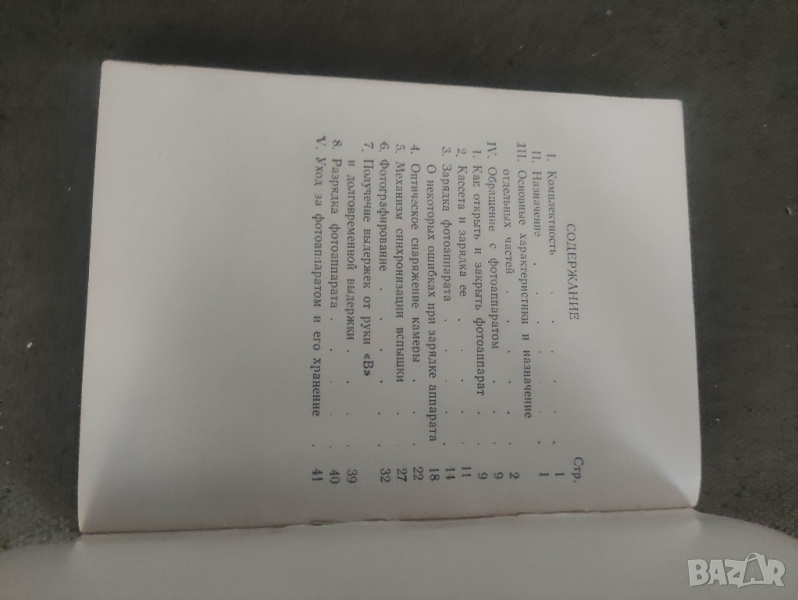 СОДЕРЖАНИЕ
Стр.
I. Комплектность . . . . . . 1
II. Назначение . . . . . . . 1
III. Основные характеристики и назначение
отдельных частей . . . . . 2
IV. Обращение с фотоаппаратом . . . 9
1. Как открыть и закрыть фотоаппарат . 9
2. Кассета и зарядка ее . . . . . 11
3. Зарядка фотоаппарата . . . . . 14
О некоторых ошибках при зарядке аппарата 18
4. Оптическое снаряжение камеры . . . 22
5. Механизм синхронизации вспышки . . 27
6. Фотографирование . . . . . . 32
7. Получение выдержек от руки «В»
и долговременной выдержки . . . . 39
8. Разрядка фотоаппарата . . . . . 40
V. Уход за фотоаппаратом и его хранение . 41
BAZAR